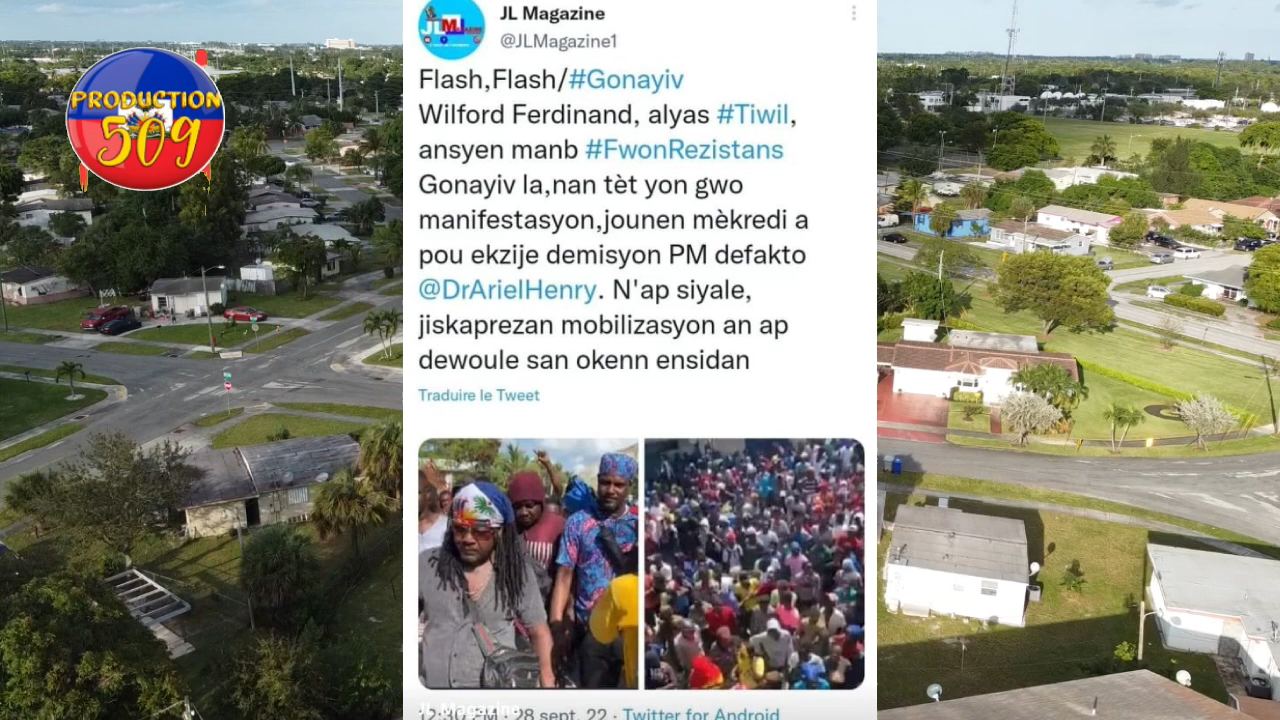 PRODUCTION
509
JL Magazine
@JLMagazine1
Flash,Flash/#Gonayiv
Wilford Ferdinand, alyas #Tiwil,
ansyen manb #FwonRezistans
Gonayiv la,nan tèt yon gwo
manifestasyon,jounen mèkredi a
pou ekzije demisyon PM defakto
@DrArielHenry. N'ap siyale,
jiskaprezan mobilizasyon an ap
dewoule san okenn ensidan
Traduire le Tweet
JL Magazine
12:30 PM · 28 sept. 22 · Twitter for Android